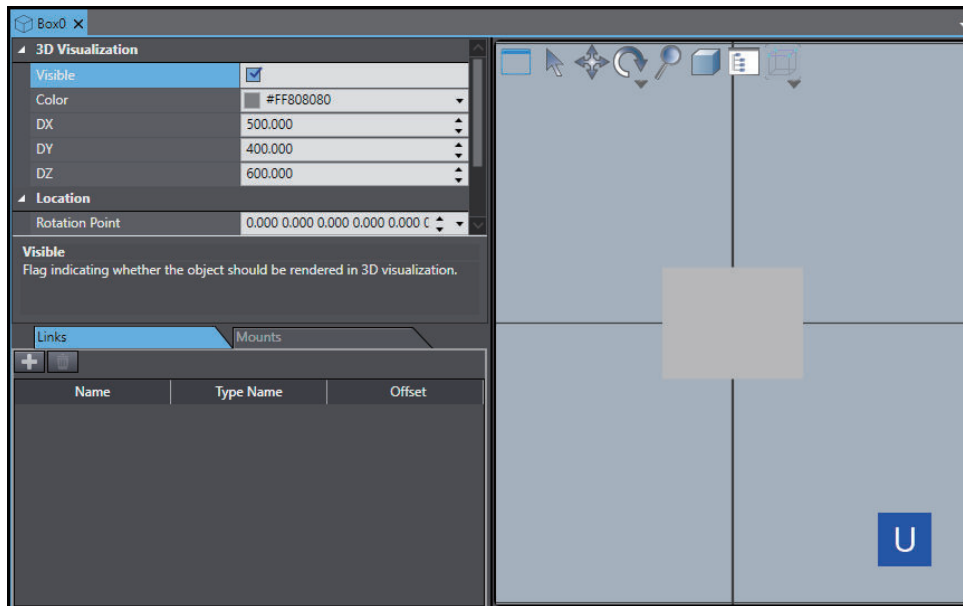 Box0
3D Visualization
Visible
Color #FF808080
DX 500.000
DY 400.000
DZ 600.000
Location
Rotation Point 0.000 0.000 0.000 0.000 0.000
Visible
Flag indicating whether the object should be rendered in 3D visualization.
Links Mounts
Name Type Name Offset
U